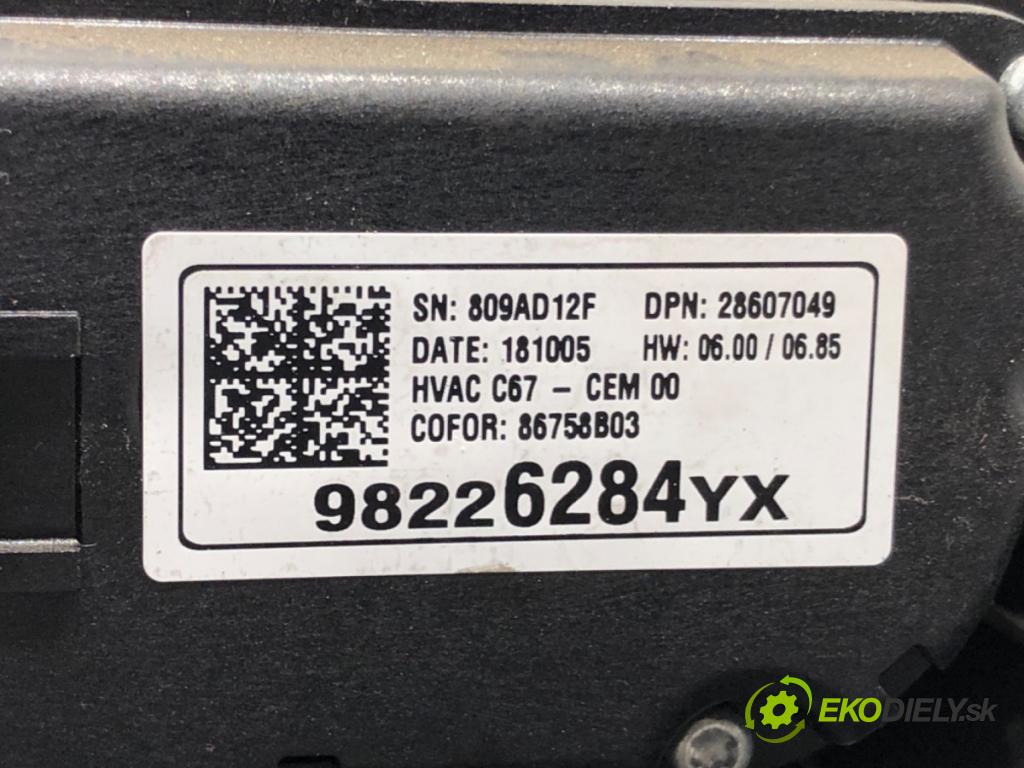 SN: 809AD12F DPN: 28607049
DATE: 181005 HW: 06.00 / 06.85
HVAC C67 - CEM 00
COFOR: 86758B03
98226284YX
EKODIELY.sk